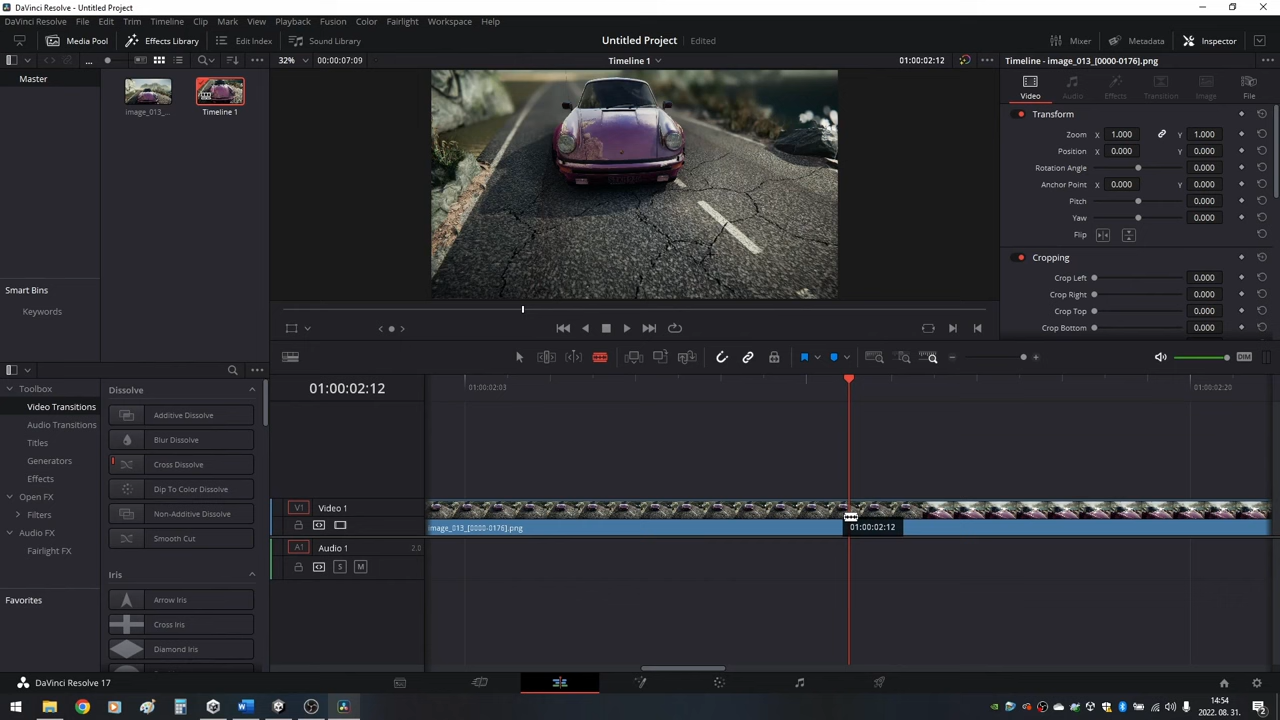 DaVinci Resolve - Untitled Project
DaVinci Resolve File Edit Trim Timeline Clip Mark View Playback Fusion Color Fairlight Workspace Help
Media Pool Effects Library Edit Index Sound Library Untitled Project Edited Mixer Metadata Inspector
... 32% 00:00:07:09 Timeline 1 01:00:02:12 Timeline - image_013_[0000-0176].png
Master
image_013_...
Timeline 1
Smart Bins
Keywords
Video Audio Effects Transition Image File
Transform
Zoom X 1.000 Y 1.000
Position X 0.000 Y 0.000
Rotation Angle 0.000
Anchor Point X 0.000 Y 0.000
Pitch 0.000
Yaw 0.000
Flip
Cropping
Crop Left 0.000
Crop Right 0.000
Crop Top 0.000
Crop Bottom 0.000
DIM
Toolbox
Video Transitions
Audio Transitions
Titles
Generators
Effects
Open FX
Filters
Audio FX
Fairlight FX
Favorites
Dissolve
Additive Dissolve
Blur Dissolve
Cross Dissolve
Dip To Color Dissolve
Non-Additive Dissolve
Smooth Cut
Iris
Arrow Iris
Cross Iris
Diamond Iris
01:00:02:12
01:00:02:03
01:00:02:20
V1 Video 1
image_013_[0000-0176].png
01:00:02:12
A1 Audio 1 2.0
S M
DaVinci Resolve 17
14:54
2022. 08. 31.
2